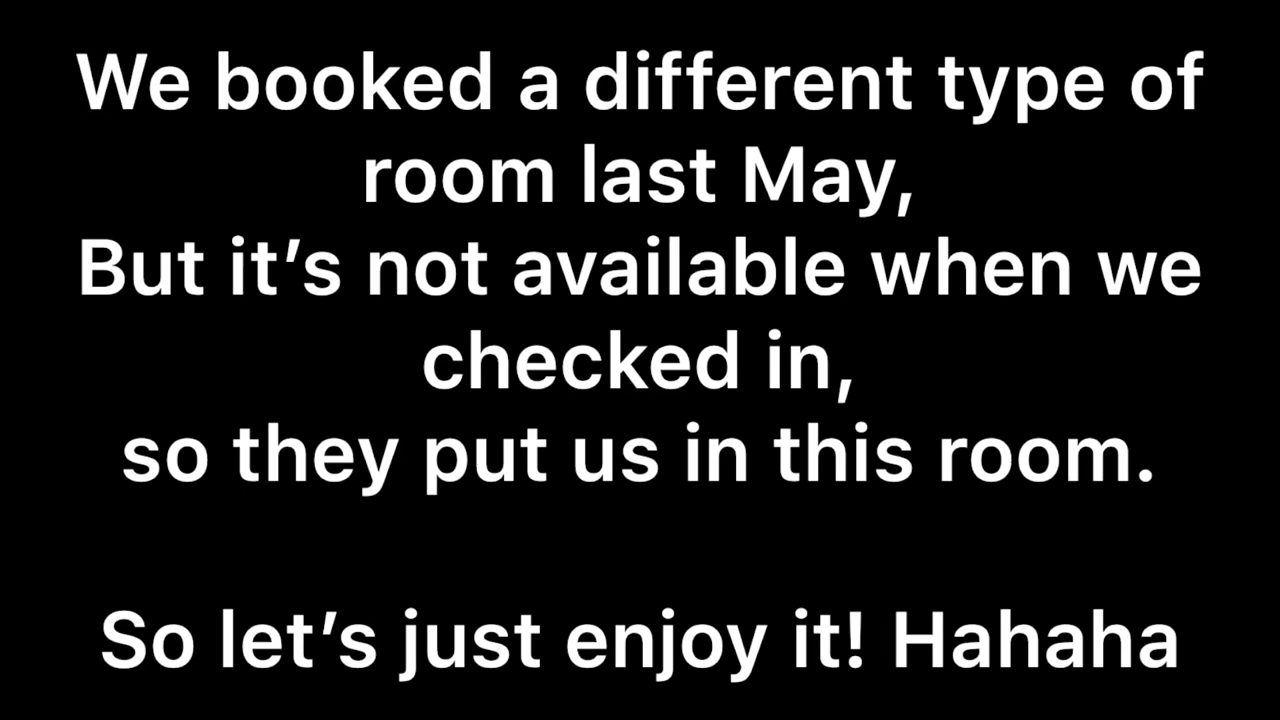 We booked a different type of
room last May,
But it’s not available when we
checked in,
so they put us in this room.
So let’s just enjoy it! Hahaha